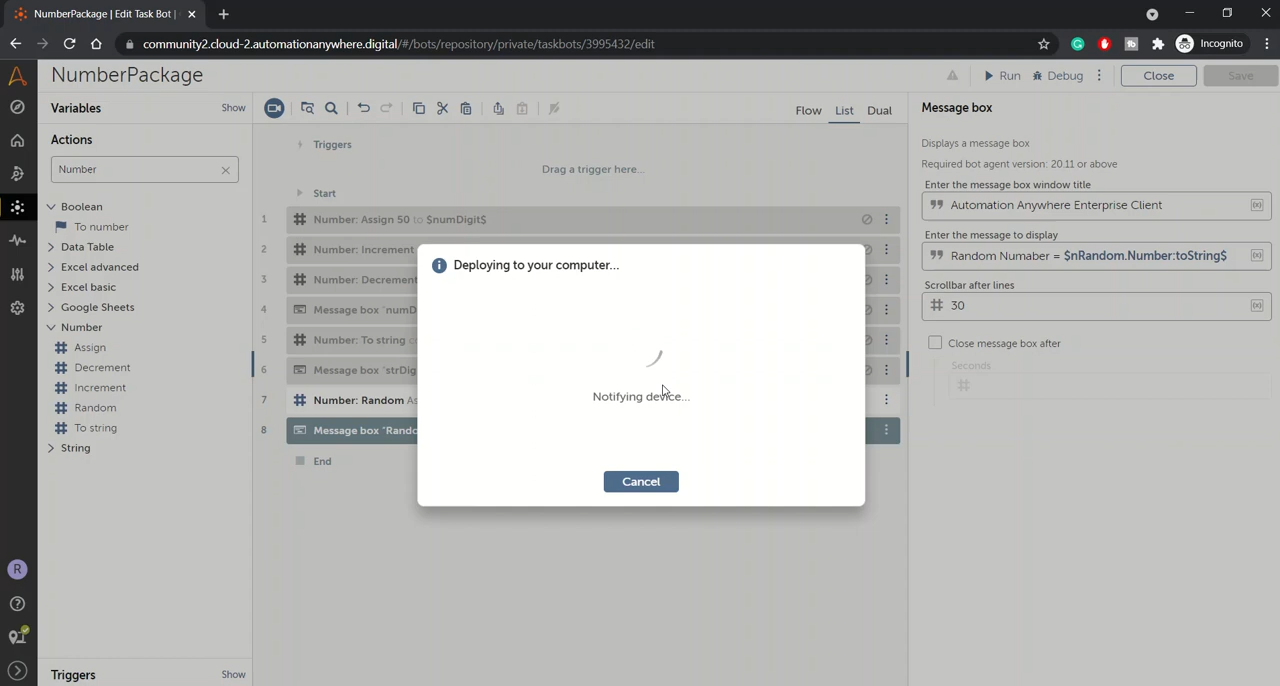 NumberPackage | Edit Task Bot |
community2.cloud-2.automationanywhere.digital/#/bots/repository/private/taskbots/3995432/edit
Incognito
NumberPackage
Run
Debug
Close
Save
Variables
Show
Actions
Number
Boolean
To number
Data Table
Excel advanced
Excel basic
Google Sheets
Number
Assign
Decrement
Increment
Random
To string
String
Triggers
Show
R
Flow
List
Dual
Triggers
Drag a trigger here...
Start
1 Number: Assign 50 to $numDigit$
2 Number: Increment
3 Number: Decrement
4 Message box "numD
5 Number: To string
6 Message box "strDig
7 Number: Random As
8 Message box "Rando
End
Deploying to your computer...
Notifying device...
Cancel
Message box
Displays a message box
Required bot agent version: 20.11 or above
Enter the message box window title
Automation Anywhere Enterprise Client
Enter the message to display
Random Numaber = $nRandom.Number:toString$
Scrollbar after lines
30
Close message box after
Seconds